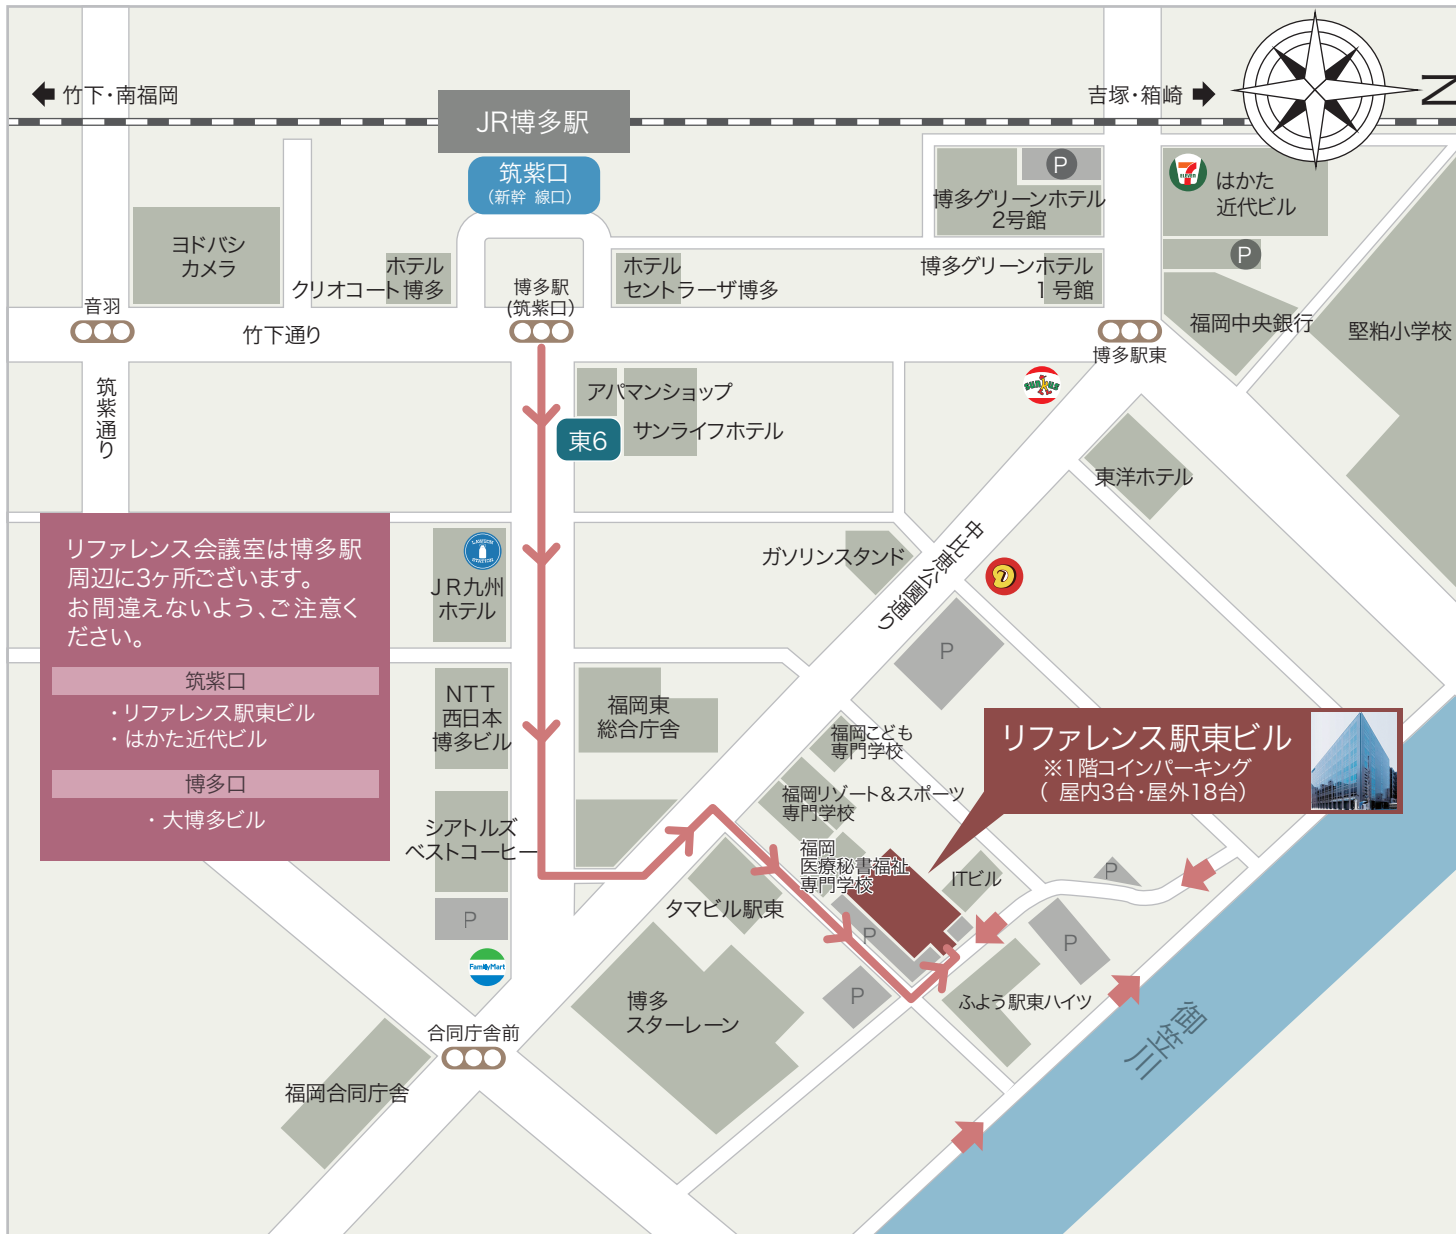 竹下・南福岡
JR博多駅
吉塚・箱崎
N
筑紫口
(新幹 線口)
P
博多グリーンホテル
2号館
7
ELEVEN
はかた
近代ビル
P
ヨドバシ
カメラ
ホテル
クリオコート博多
博多駅
(筑紫口)
ホテル
セントラーザ博多
博多グリーンホテル
1号館
音羽
竹下通り
博多駅東
福岡中央銀行
堅粕小学校
筑紫通り
アパマンショップ
サンライフホテル
東6
sunkus
東洋ホテル
中比恵公園通り
ガソリンスタンド
LAWSON
STATION
JR九州
ホテル
リファレンス会議室は博多駅
周辺に3ヶ所ございます。
お間違えないよう、ご注意く
ださい。
筑紫口
・リファレンス駅東ビル
・はかた近代ビル
博多口
・大博多ビル
P
NTT
西日本
博多ビル
福岡東
総合庁舎
福岡こども
専門学校
リファレンス駅東ビル
※1階コインパーキング
( 屋内3台・屋外18台)
福岡リゾート&スポーツ
専門学校
シアトルズ
ベストコーヒー
福岡
医療秘書福祉
専門学校
ITビル
P
タマビル駅東
P
P
P
FamilyMart
P
博多
スターレーン
ふよう駅東ハイツ
御笠川
合同庁舎前
福岡合同庁舎